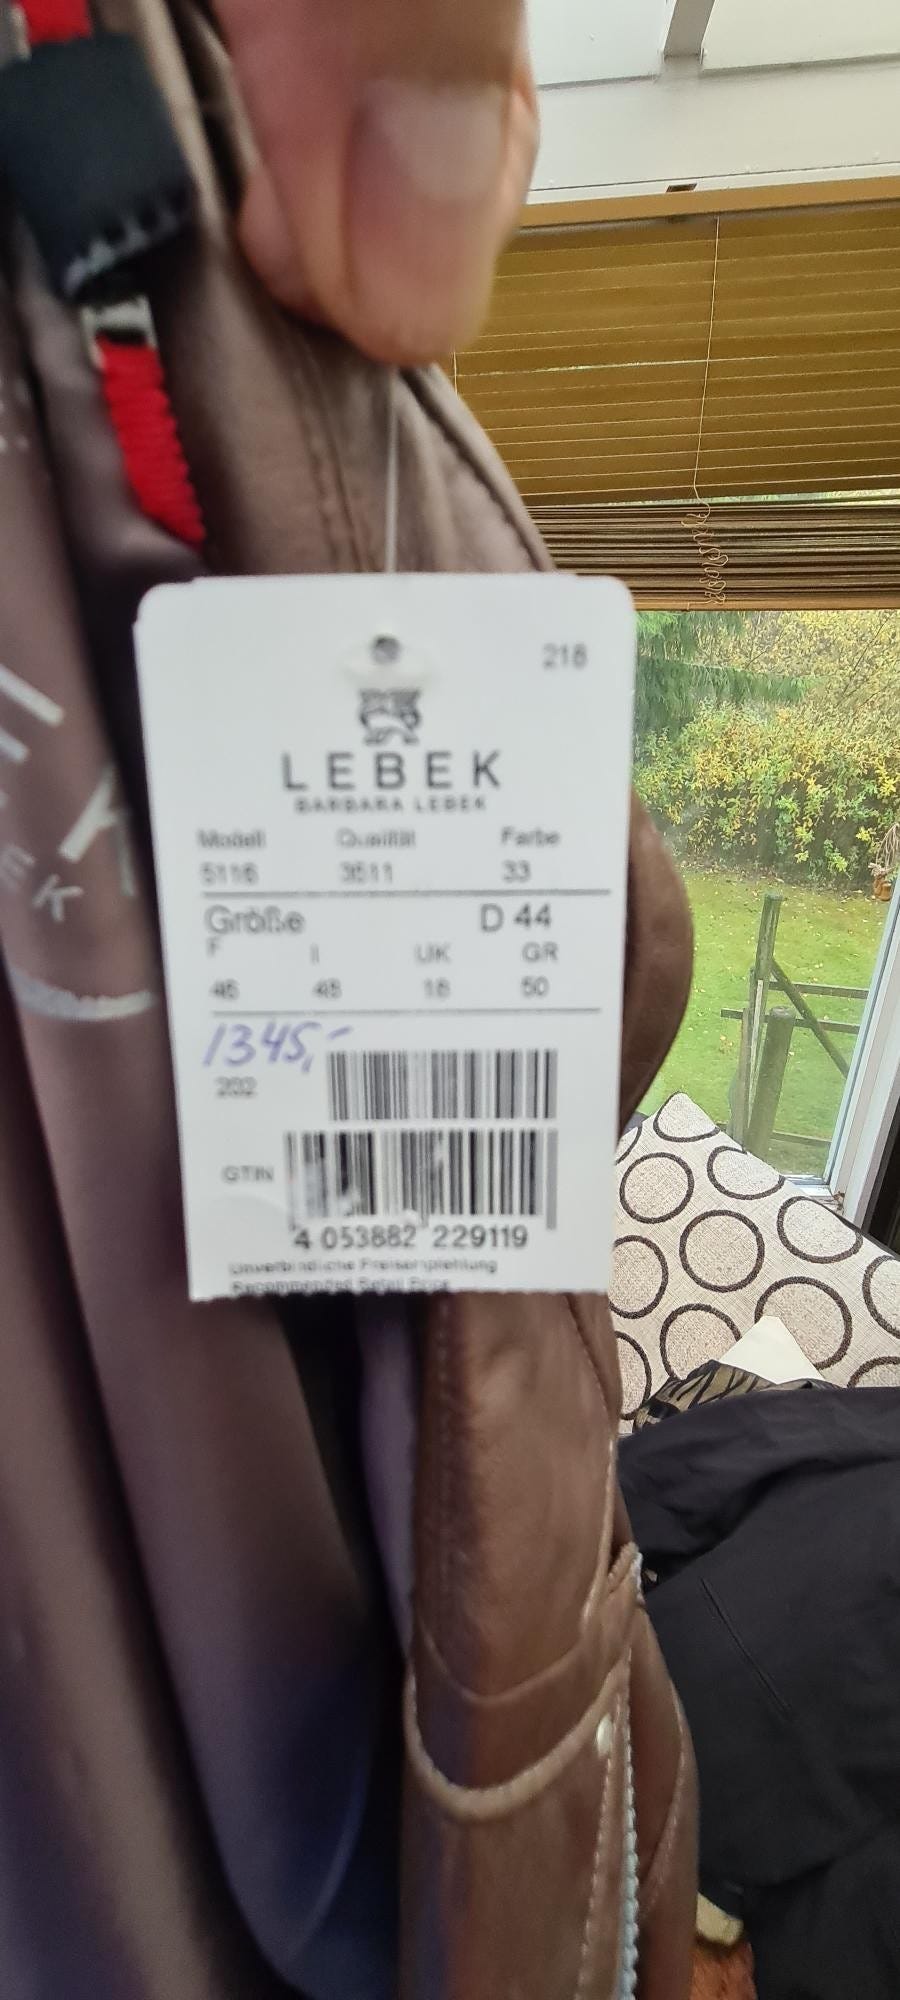 218
LEBEK
BARBARA LEBEK
Modell Qualität Farbe
5116 3511 33
Größe D 44
F I UK GR
46 48 18 50
1345,-
202
GTIN
4 053882 229119
Unverbindliche Preisempfehlung
Recommended Retail Price